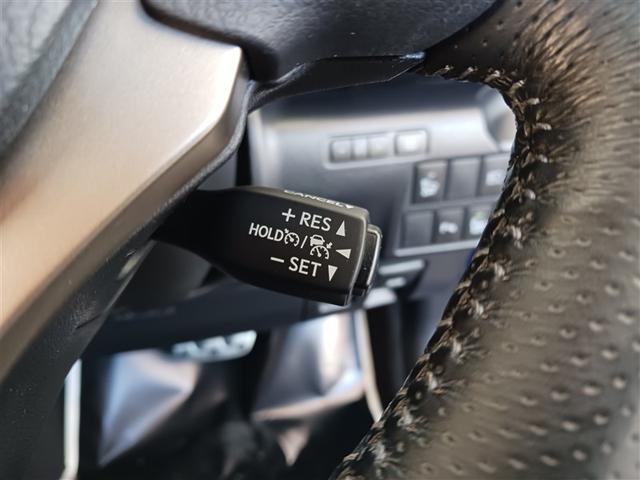 CANCEL
+ RES
HOLD /
− SET